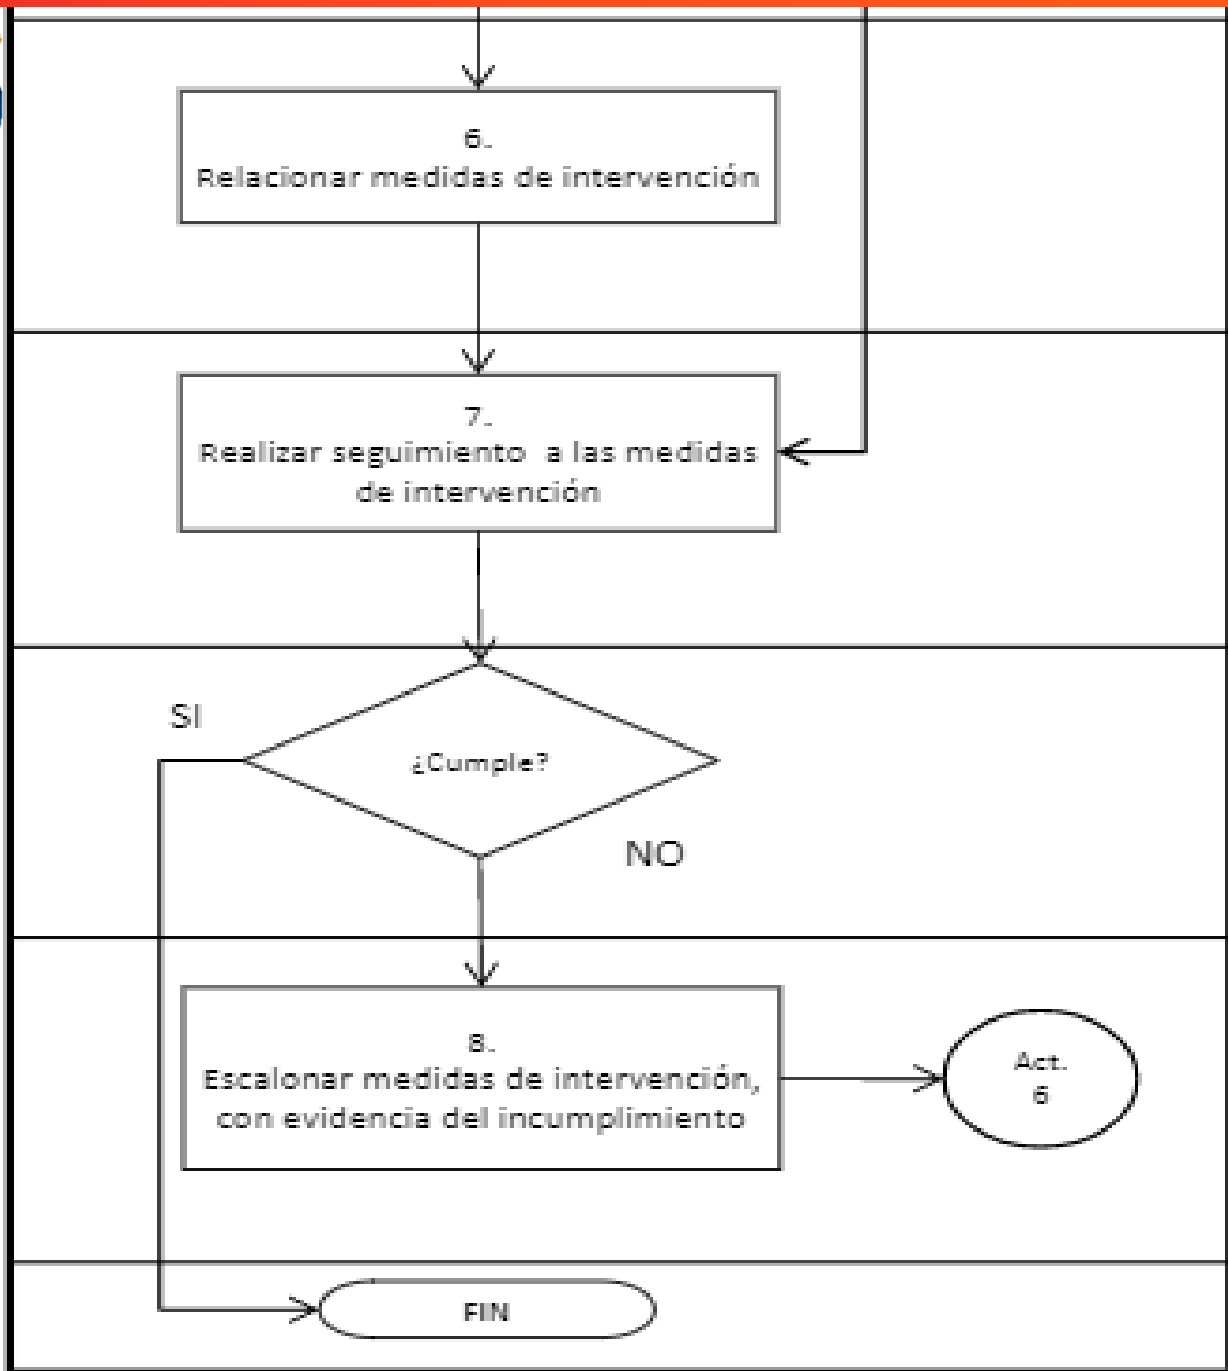 6.
Relacionar medidas de intervención
7.
Realizar seguimiento a las medidas
de intervención
SI
¿Cumple?
NO
8.
Escalonar medidas de intervención,
con evidencia del incumplimiento
Act.
6
FIN